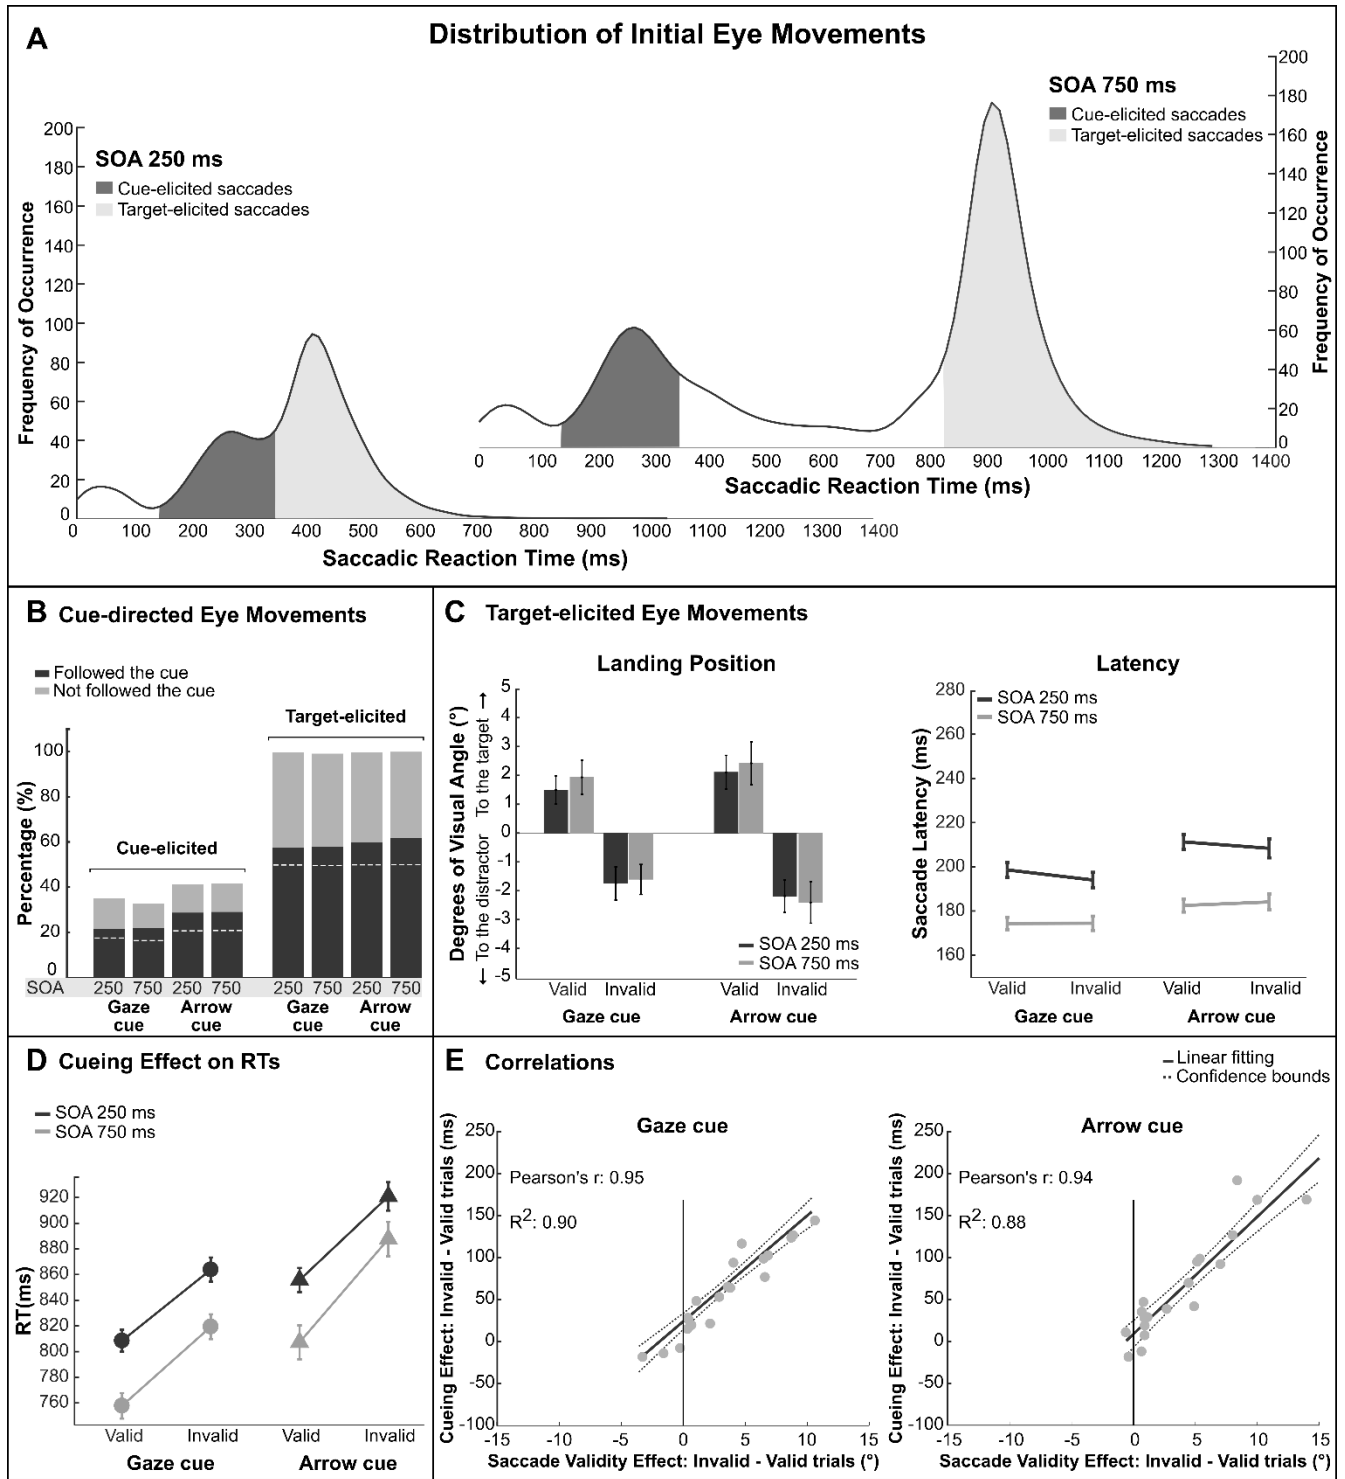 A
Distribution of Initial Eye Movements
SOA 250 ms
Cue-elicited saccades
Target-elicited saccades
Frequency of Occurrence
200
180
160
140
120
100
80
60
40
20
0
0 100 200 300 400 500 600 700 800 900 1000 1100 1200 1300 1400
Saccadic Reaction Time (ms)
SOA 750 ms
Cue-elicited saccades
Target-elicited saccades
Frequency of Occurrence
200
180
160
140
120
100
80
60
40
20
0
0 100 200 300 400 500 600 700 800 900 1000 1100 1200 1300 1400
Saccadic Reaction Time (ms)
B Cue-directed Eye Movements
Followed the cue
Not followed the cue
Target-elicited
Cue-elicited
Percentage (%)
100
80
60
40
20
0
SOA 250 750 250 750 250 750 250 750
Gaze cue
Arrow cue
Gaze cue
Arrow cue
C Target-elicited Eye Movements
Landing Position
Degrees of Visual Angle (°)
← To the distractor To the target →
5
4
3
2
1
0
-1
-2
-3
-4
-5
SOA 250 ms
SOA 750 ms
Valid Invalid Valid Invalid
Gaze cue Arrow cue
Latency
SOA 250 ms
SOA 750 ms
Saccade Latency (ms)
280
260
240
220
200
180
160
Valid Invalid Valid Invalid
Gaze cue Arrow cue
D Cueing Effect on RTs
SOA 250 ms
SOA 750 ms
RT(ms)
920
900
880
860
840
820
800
780
760
Valid Invalid Valid Invalid
Gaze cue Arrow cue
E Correlations
Linear fitting
Confidence bounds
Gaze cue
Pearson's r: 0.95
R²: 0.90
Cueing Effect: Invalid - Valid trials (ms)
250
200
150
100
50
0
-50
-100
-15 -10 -5 0 5 10 15
Saccade Validity Effect: Invalid - Valid trials (°)
Arrow cue
Pearson's r: 0.94
R²: 0.88
Cueing Effect: Invalid - Valid trials (ms)
250
200
150
100
50
0
-50
-100
-15 -10 -5 0 5 10 15
Saccade Validity Effect: Invalid - Valid trials (°)